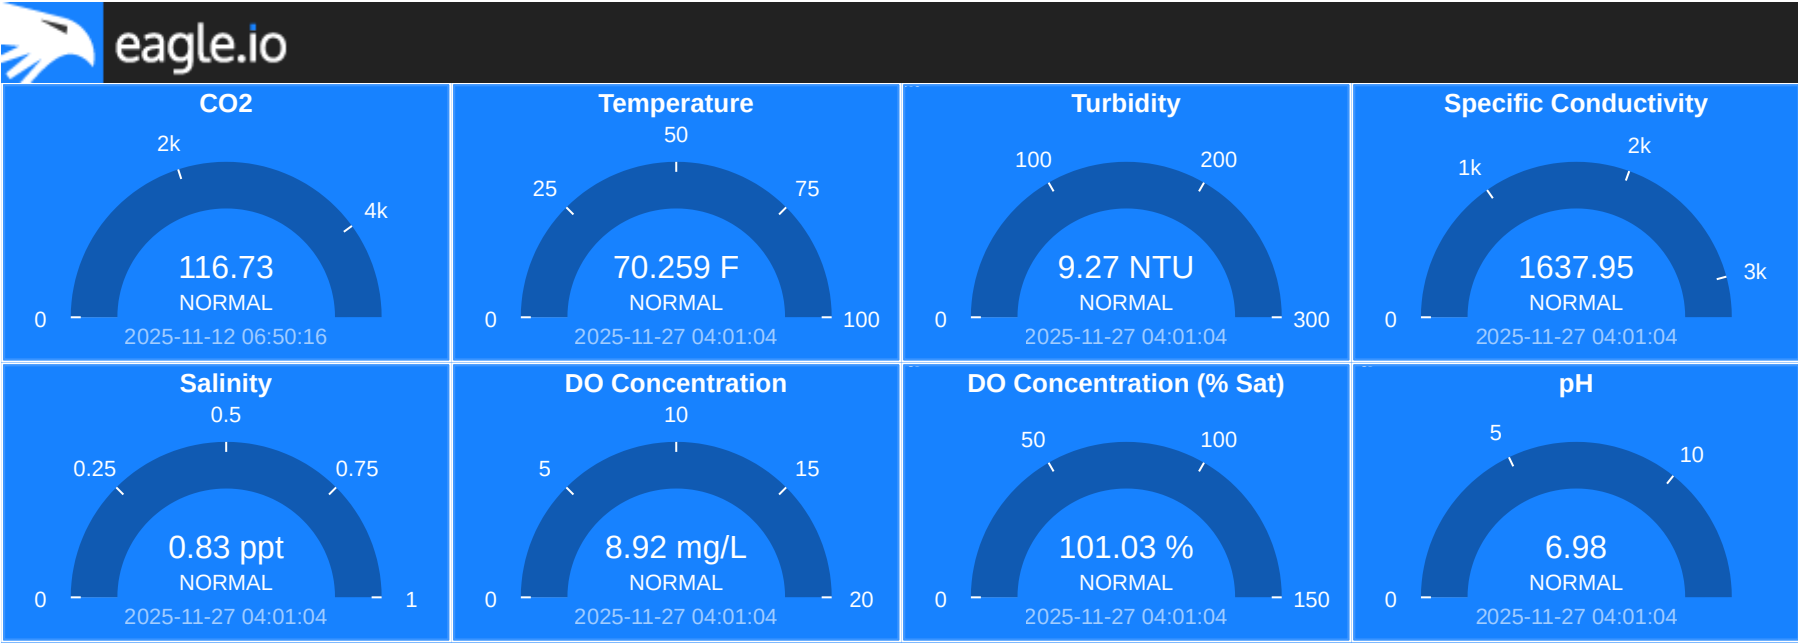 eagle.io
CO2
2k
4k
116.73
NORMAL
0
2025-11-12 06:50:16
Temperature
50
25
75
70.259 F
NORMAL
0
100
2025-11-27 04:01:04
Turbidity
100
200
9.27 NTU
NORMAL
0
300
2025-11-27 04:01:04
Specific Conductivity
2k
1k
1637.95
3k
NORMAL
0
2025-11-27 04:01:04
Salinity
0.5
0.25
0.75
0.83 ppt
NORMAL
0
1
2025-11-27 04:01:04
DO Concentration
10
5
15
8.92 mg/L
NORMAL
0
20
2025-11-27 04:01:04
DO Concentration (% Sat)
50
100
101.03 %
NORMAL
0
150
2025-11-27 04:01:04
pH
5
10
6.98
NORMAL
0
2025-11-27 04:01:04